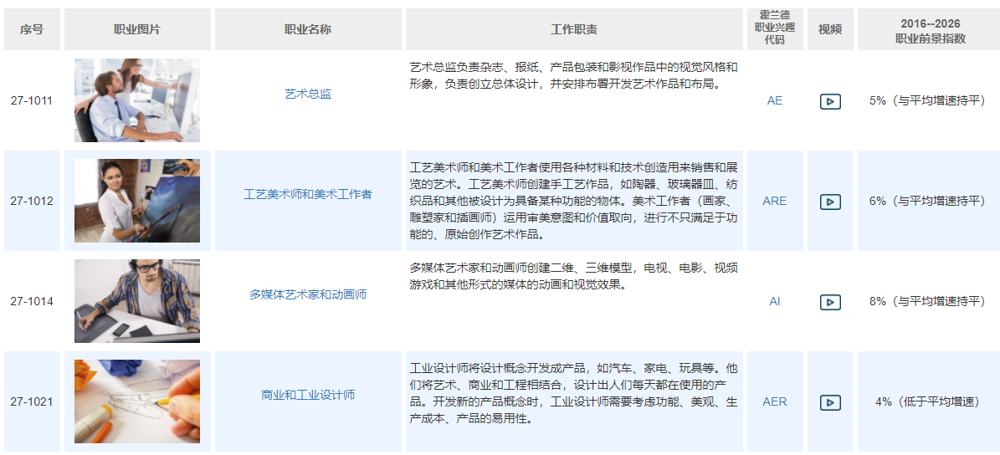 序号
职业图片
职业名称
工作职责
霍兰德
职业兴趣
代码
视频
2016--2026
职业前景指数
27-1011
艺术总监
艺术总监负责杂志、报纸、产品包装和影视作品中的视觉风格和
形象，负责创立总体设计，并安排布署开发艺术作品和布局。
AE
5%（与平均增速持平）
27-1012
工艺美术师和美术工作者
工艺美术师和美术工作者使用各种材料和技术创造用来销售和展
览的艺术。工艺美术师创建手工艺作品，如陶器、玻璃器皿、纺
织品和其他被设计为具备某种功能的物体。美术工作者（画家、
雕塑家和插画师）运用审美意图和价值取向，进行不只满足于功
能的、原始创作艺术作品。
ARE
6%（与平均增速持平）
27-1014
多媒体艺术家和动画师
多媒体艺术家和动画师创建二维、三维模型，电视、电影、视频
游戏和其他形式的媒体的动画和视觉效果。
AI
8%（与平均增速持平）
27-1021
商业和工业设计师
工业设计师将设计概念开发成产品，如汽车、家电、玩具等。他
们将艺术、商业和工程相结合，设计出人们每天都在使用的产
品。开发新的产品概念时，工业设计师需要考虑功能、美观、生
产成本、产品的易用性。
AER
4%（低于平均增速）